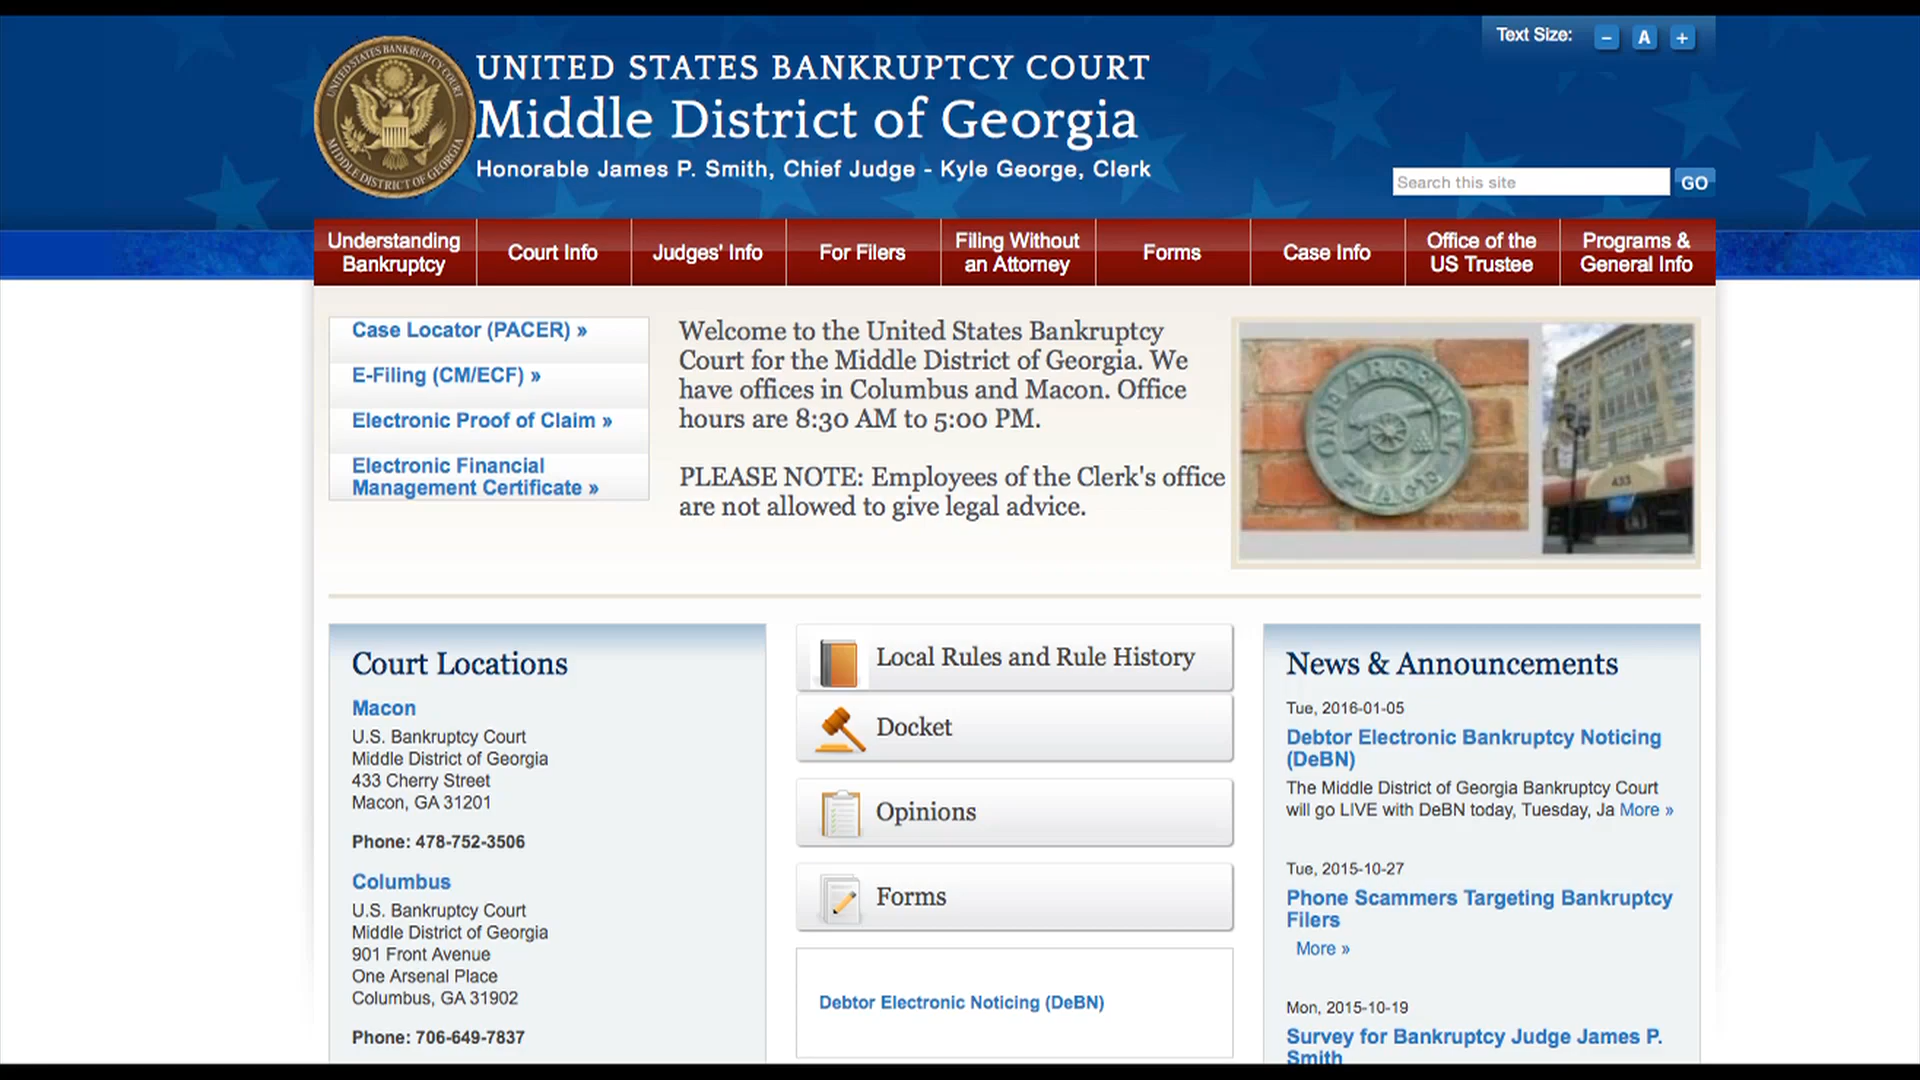 Text Size: − A +
UNITED STATES BANKRUPTCY COURT
Middle District of Georgia
Honorable James P. Smith, Chief Judge - Kyle George, Clerk
UNITED STATES BANKRUPTCY COURT
MIDDLE DISTRICT OF GEORGIA
Search this site
GO
Understanding
Bankruptcy
Court Info
Judges' Info
For Filers
Filing Without
an Attorney
Forms
Case Info
Office of the
US Trustee
Programs &
General Info
Case Locator (PACER) »
E-Filing (CM/ECF) »
Electronic Proof of Claim »
Electronic Financial
Management Certificate »
Welcome to the United States Bankruptcy
Court for the Middle District of Georgia. We
have offices in Columbus and Macon. Office
hours are 8:30 AM to 5:00 PM.
PLEASE NOTE: Employees of the Clerk's office
are not allowed to give legal advice.
ONE ARSENAL
PLACE
433
Court Locations
Macon
U.S. Bankruptcy Court
Middle District of Georgia
433 Cherry Street
Macon, GA 31201
Phone: 478-752-3506
Columbus
U.S. Bankruptcy Court
Middle District of Georgia
901 Front Avenue
One Arsenal Place
Columbus, GA 31902
Phone: 706-649-7837
Local Rules and Rule History
Docket
Opinions
Forms
Debtor Electronic Noticing (DeBN)
News & Announcements
Tue, 2016-01-05
Debtor Electronic Bankruptcy Noticing
(DeBN)
The Middle District of Georgia Bankruptcy Court
will go LIVE with DeBN today, Tuesday, Ja More »
Tue, 2015-10-27
Phone Scammers Targeting Bankruptcy
Filers
More »
Mon, 2015-10-19
Survey for Bankruptcy Judge James P.
Smith